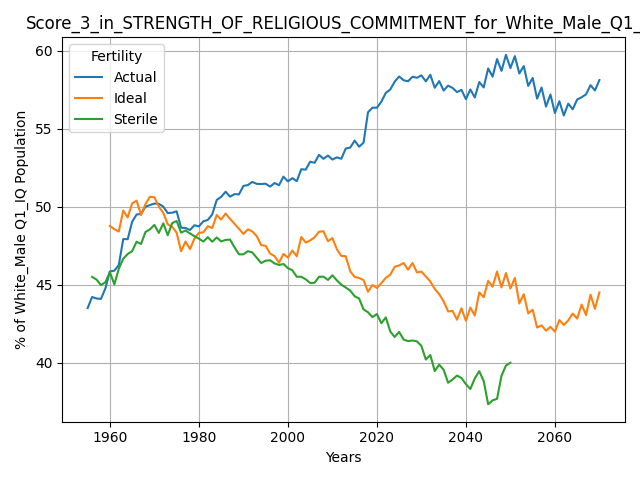 Score_3_in_STRENGTH_OF_RELIGIOUS_COMMITMENT_for_White_Male_Q1_
Fertility
Actual
Ideal
Sterile
% of White_Male Q1_IQ Population
60
55
50
45
40
1960 1980 2000 2020 2040 2060
Years